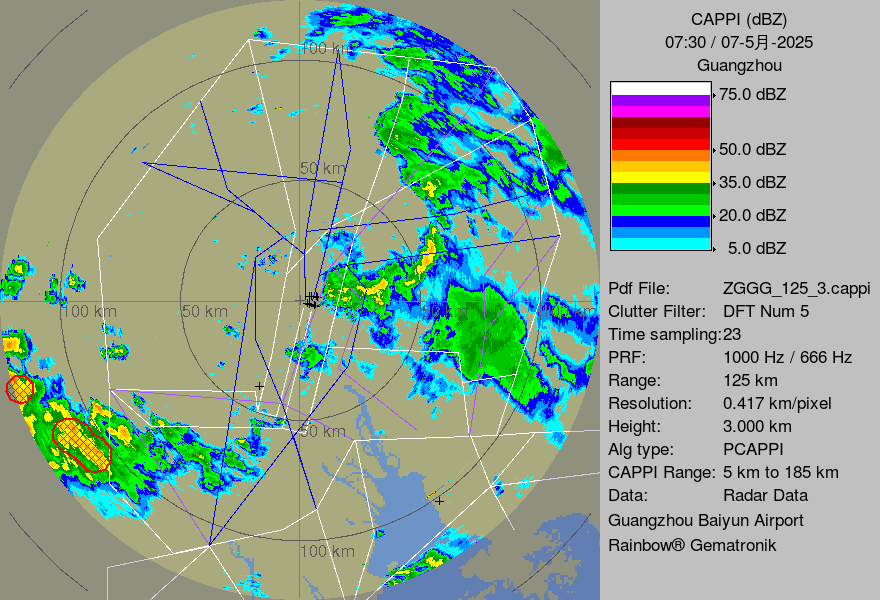 CAPPI (dBZ)
07:30 / 07-5月-2025
Guangzhou
75.0 dBZ
50.0 dBZ
35.0 dBZ
20.0 dBZ
5.0 dBZ
Pdf File: ZGGG_125_3.cappi
Clutter Filter: DFT Num 5
Time sampling:23
PRF: 1000 Hz / 666 Hz
Range: 125 km
Resolution: 0.417 km/pixel
Height: 3.000 km
Alg type: PCAPPI
CAPPI Range: 5 km to 185 km
Data: Radar Data
Guangzhou Baiyun Airport
Rainbow® Gematronik
100 km
50 km
100 km
50 km
50 km
100 km